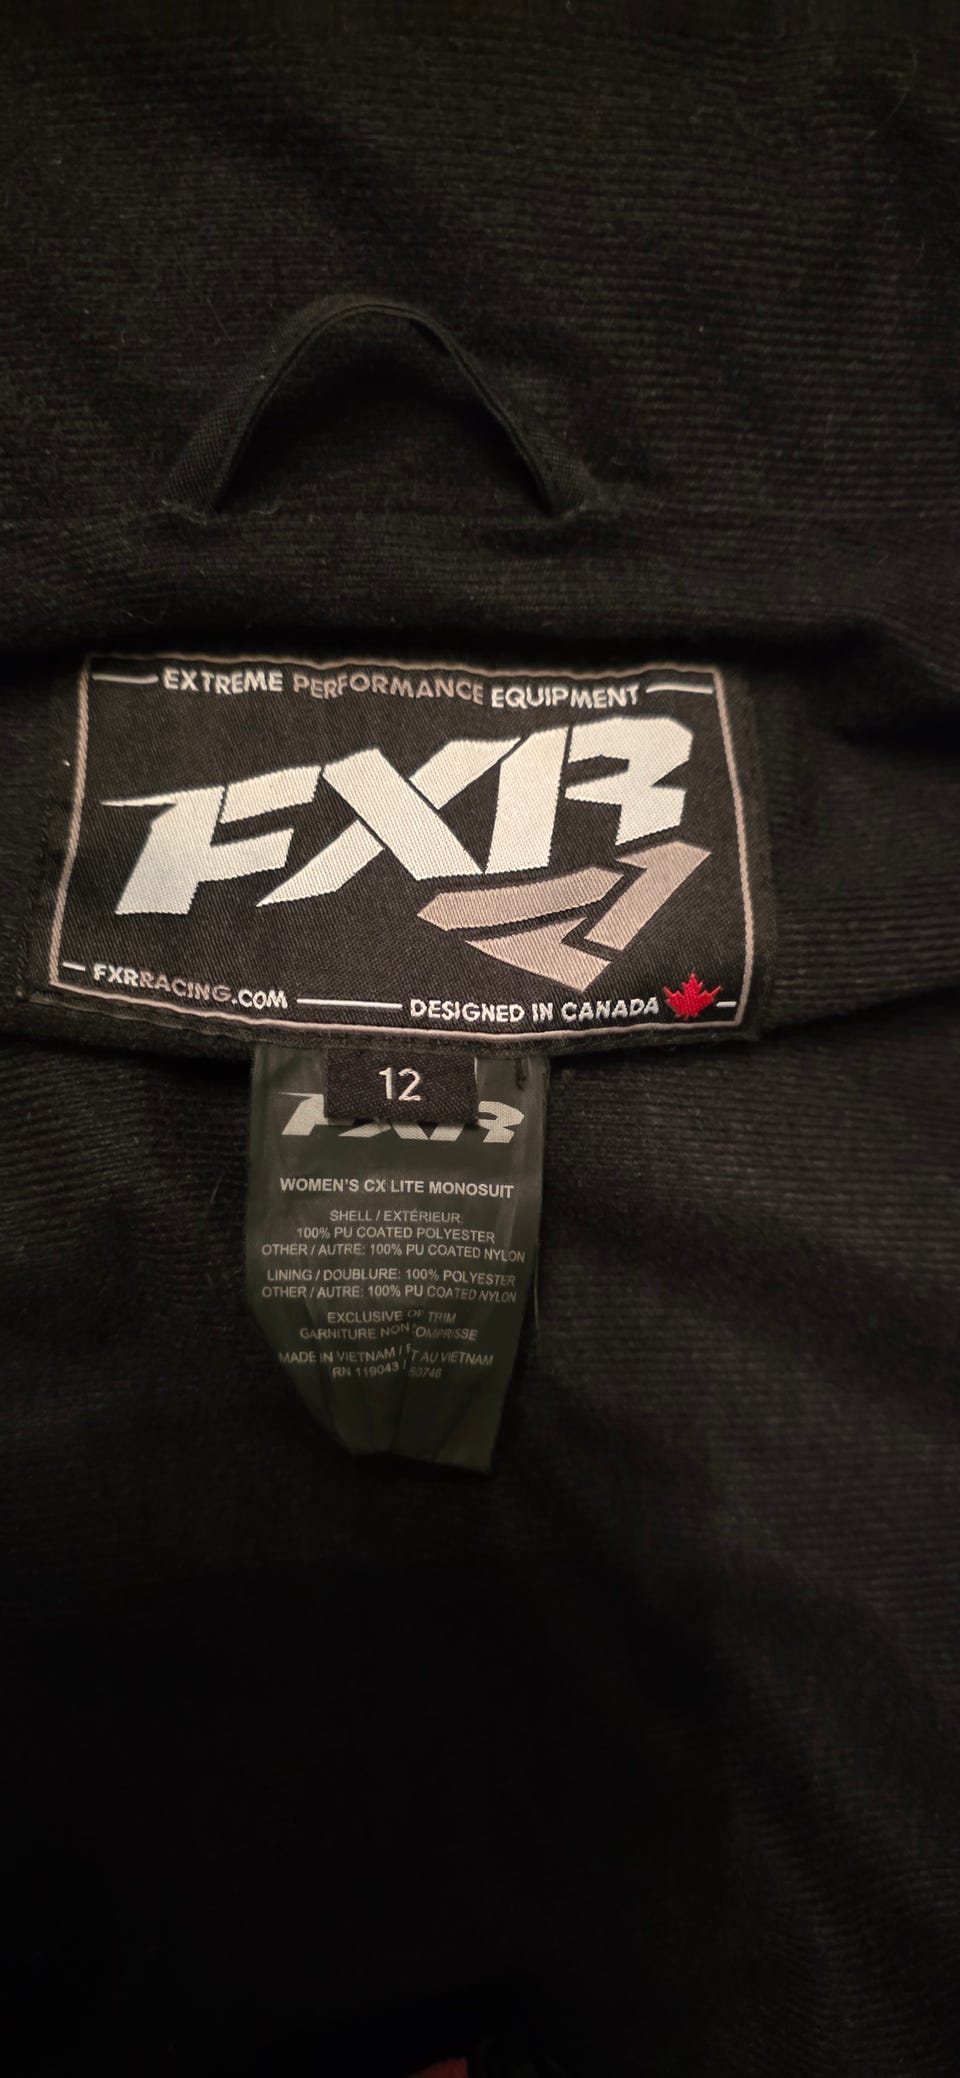 EXTREME PERFORMANCE EQUIPMENT
FXR
FXRRACING.COM
DESIGNED IN CANADA
12
FXR
WOMEN'S CX LITE MONOSUIT
SHELL / EXTÉRIEUR:
100% PU COATED POLYESTER
OTHER / AUTRE: 100% PU COATED NYLON
LINING / DOUBLURE: 100% POLYESTER
OTHER / AUTRE: 100% PU COATED NYLON
EXCLUSIVE OF TRIM
GARNITURE NON
MADE IN VIETNAM / AU VIETNAM
RN 119043